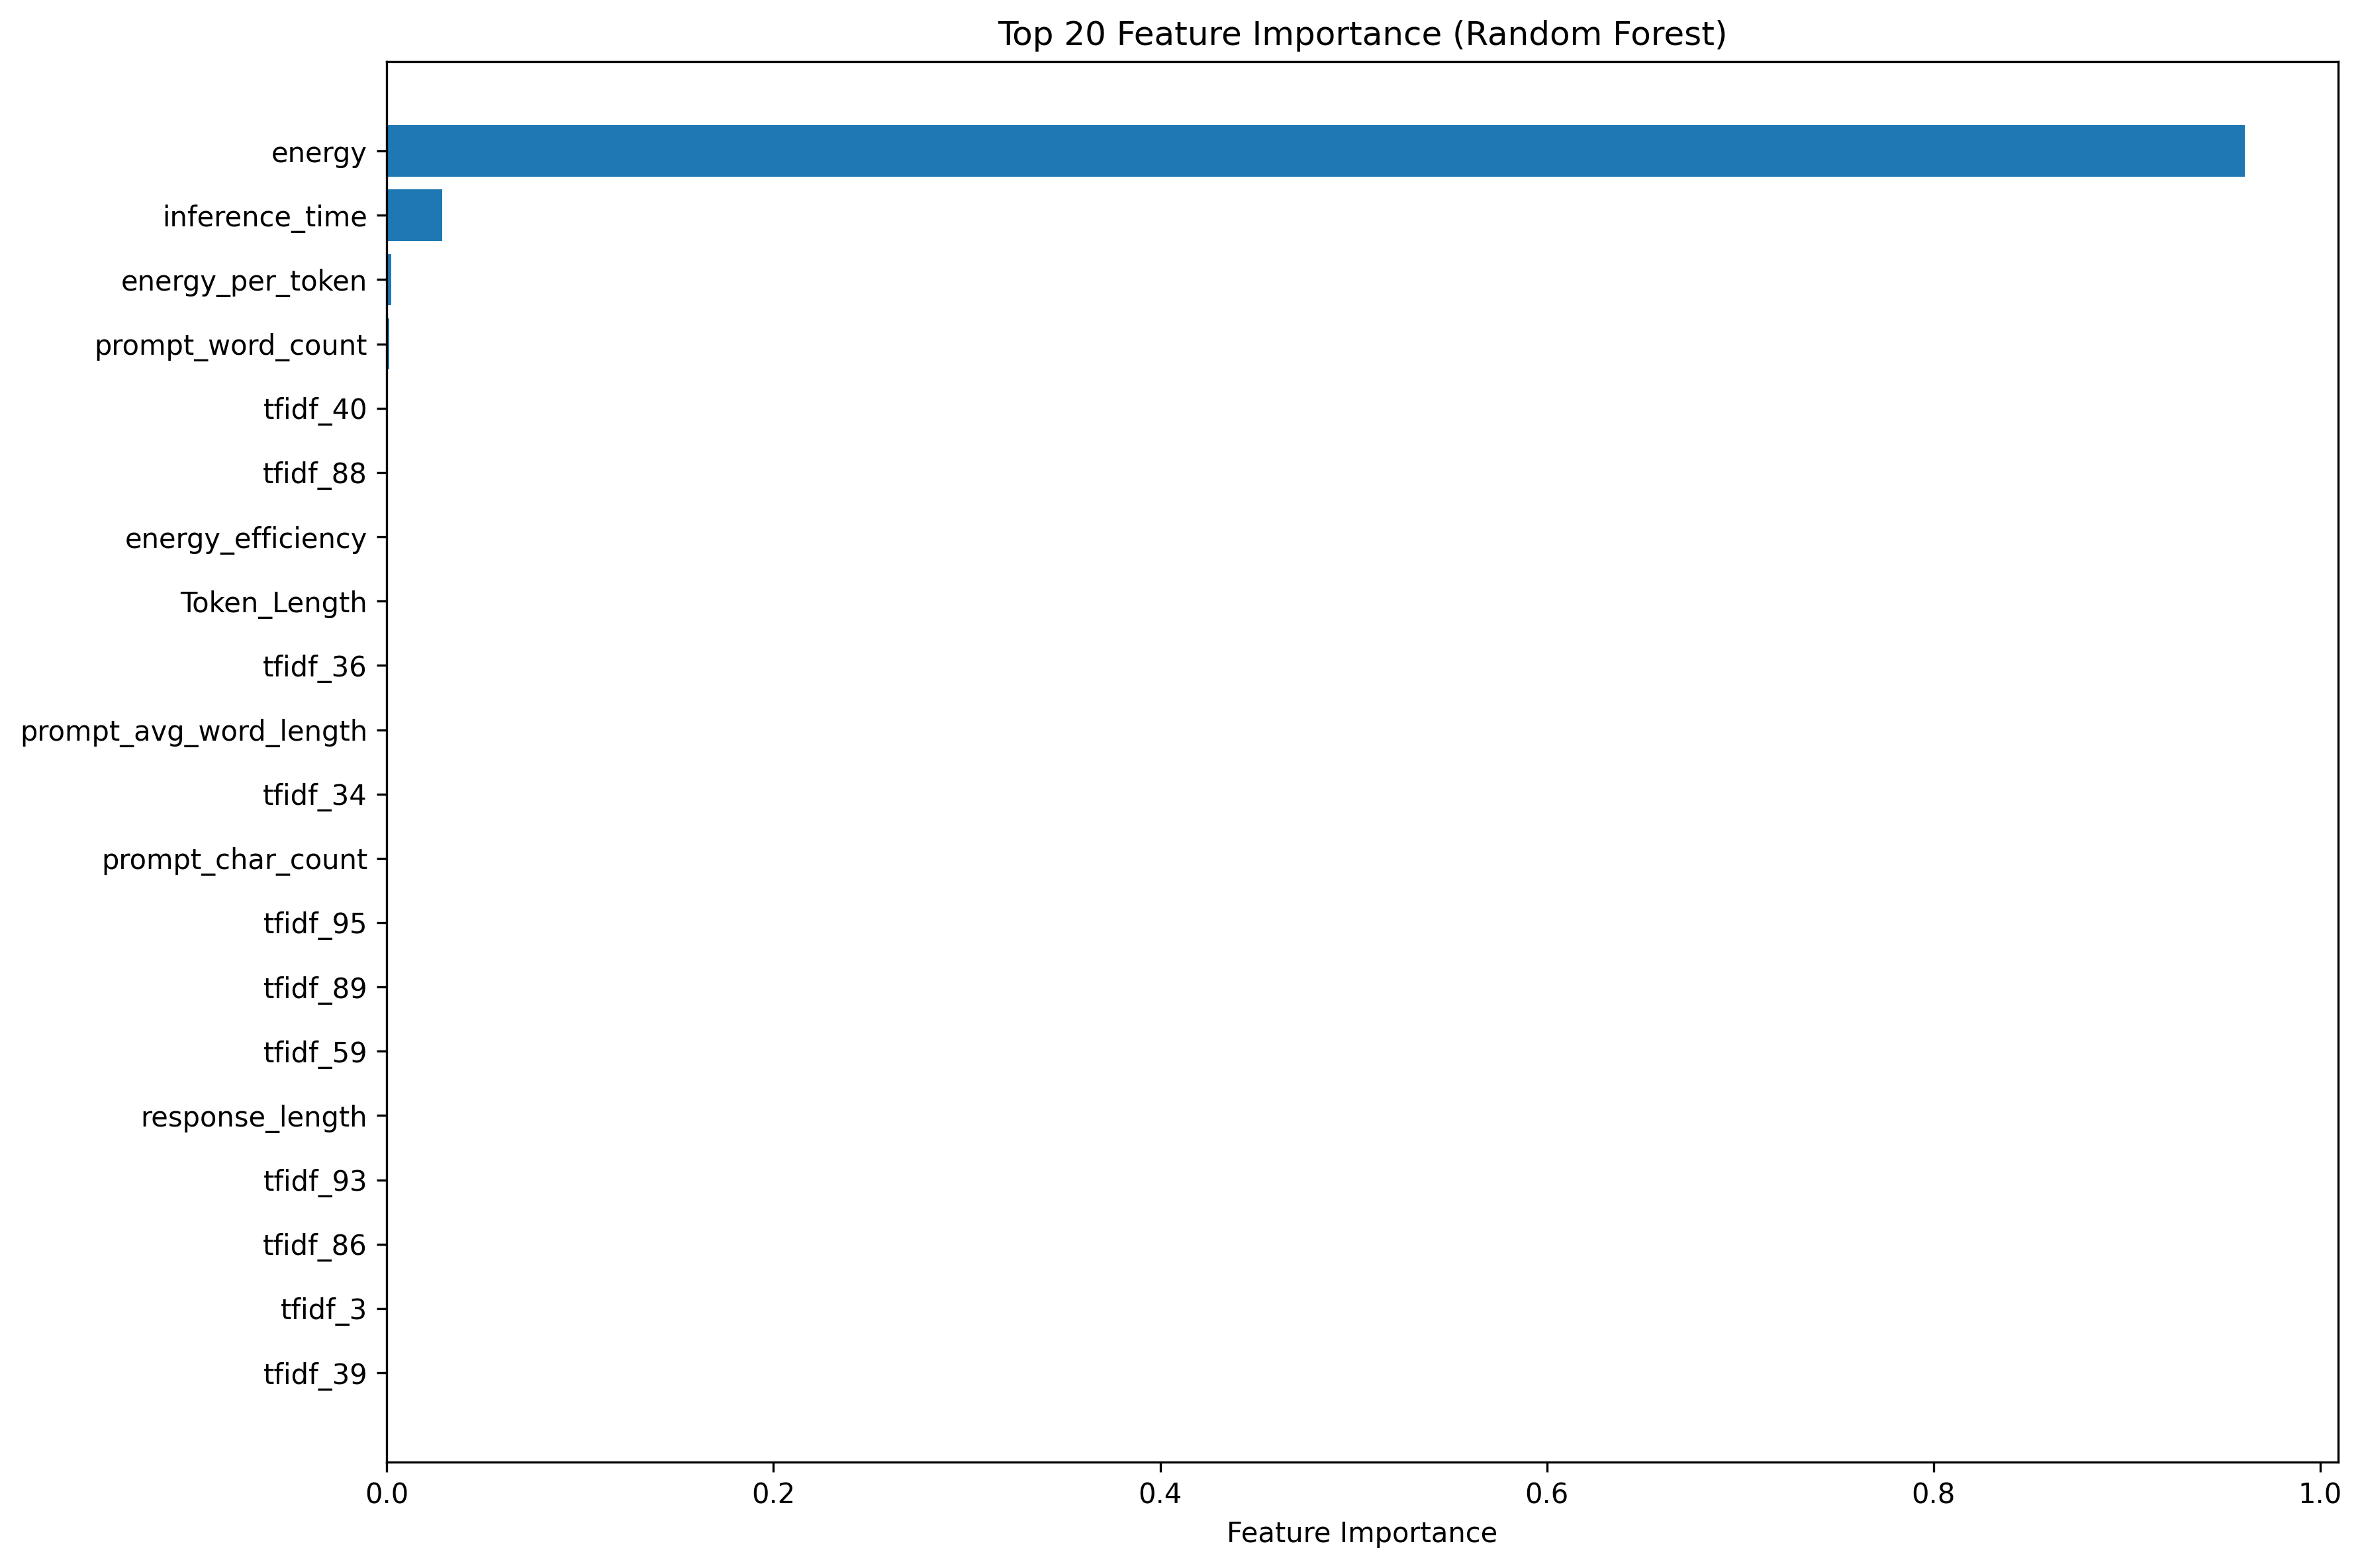 Top 20 Feature Importance (Random Forest)
energy
inference_time
energy_per_token
prompt_word_count
tfidf_40
tfidf_88
energy_efficiency
Token_Length
tfidf_36
prompt_avg_word_length
tfidf_34
prompt_char_count
tfidf_95
tfidf_89
tfidf_59
response_length
tfidf_93
tfidf_86
tfidf_3
tfidf_39
0.0 0.2 0.4 0.6 0.8 1.0
Feature Importance